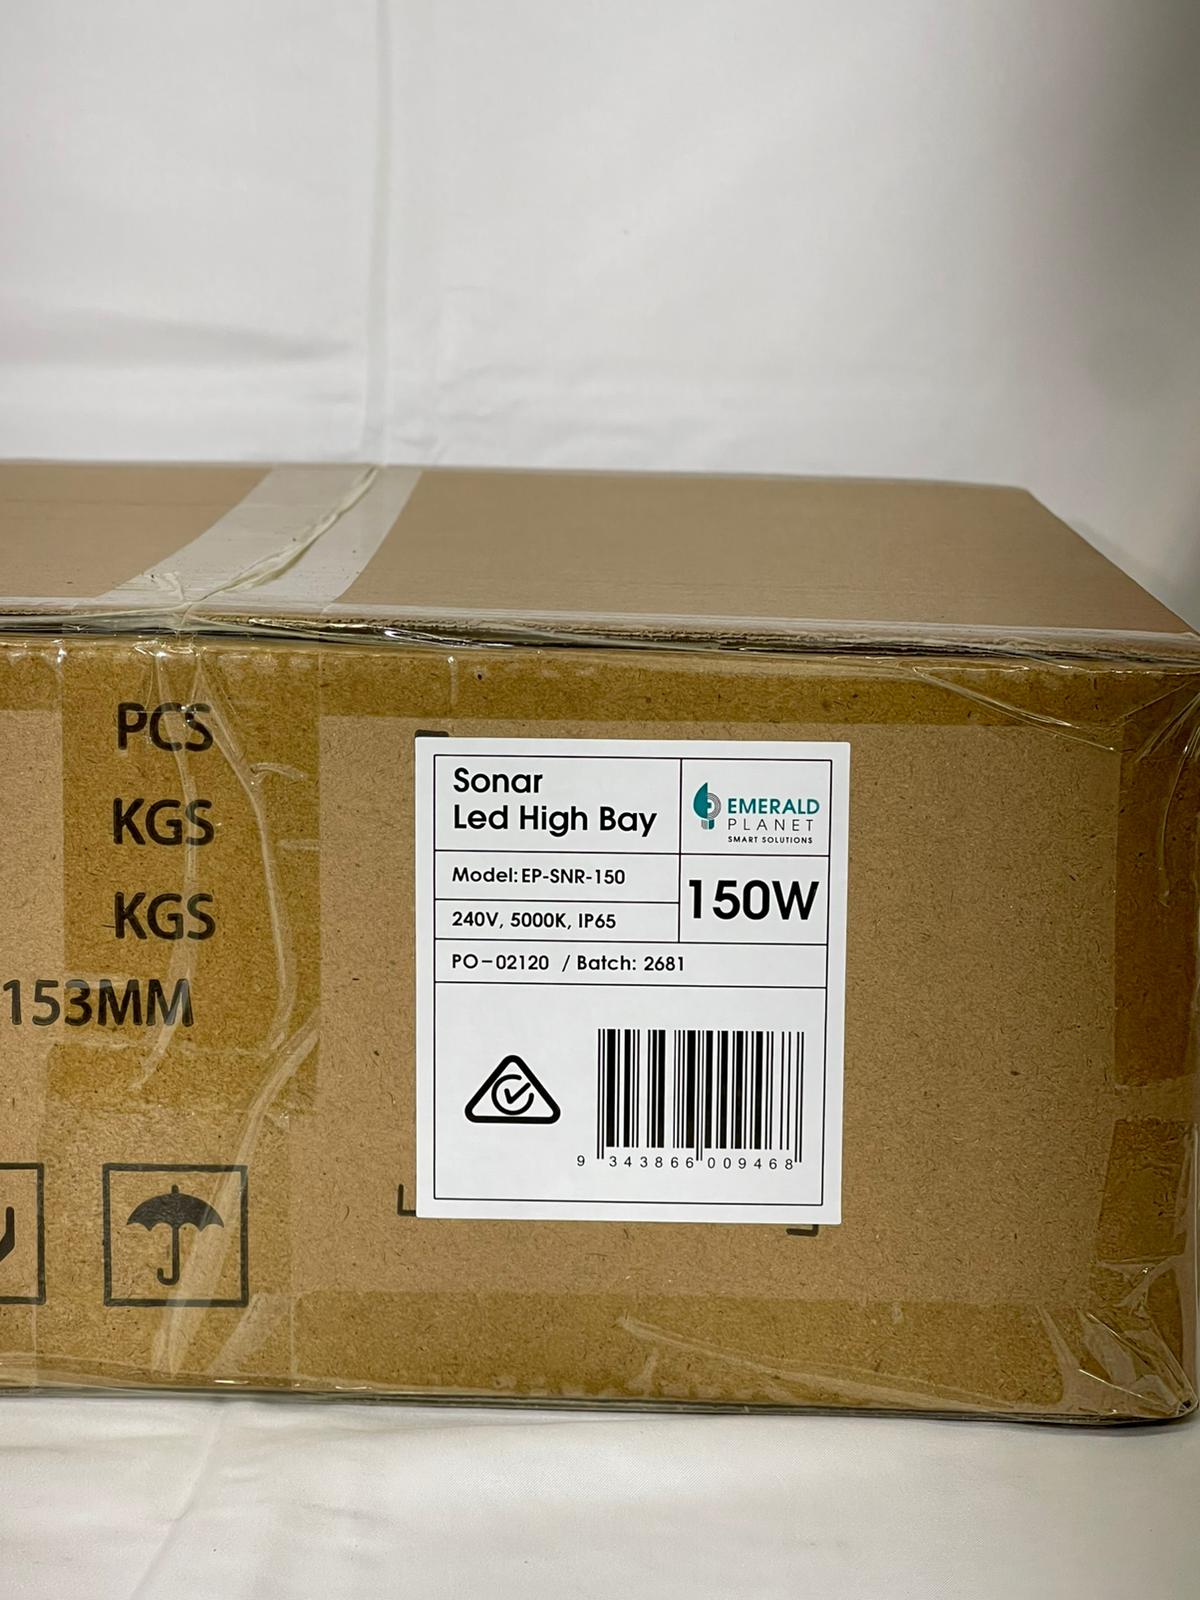 PCS
KGS
KGS
153MM
Sonar
Led High Bay
EMERALD
PLANET
SMART SOLUTIONS
Model: EP-SNR-150
150W
240V, 5000K, IP65
PO-02120 / Batch: 2681
9 343866 009468